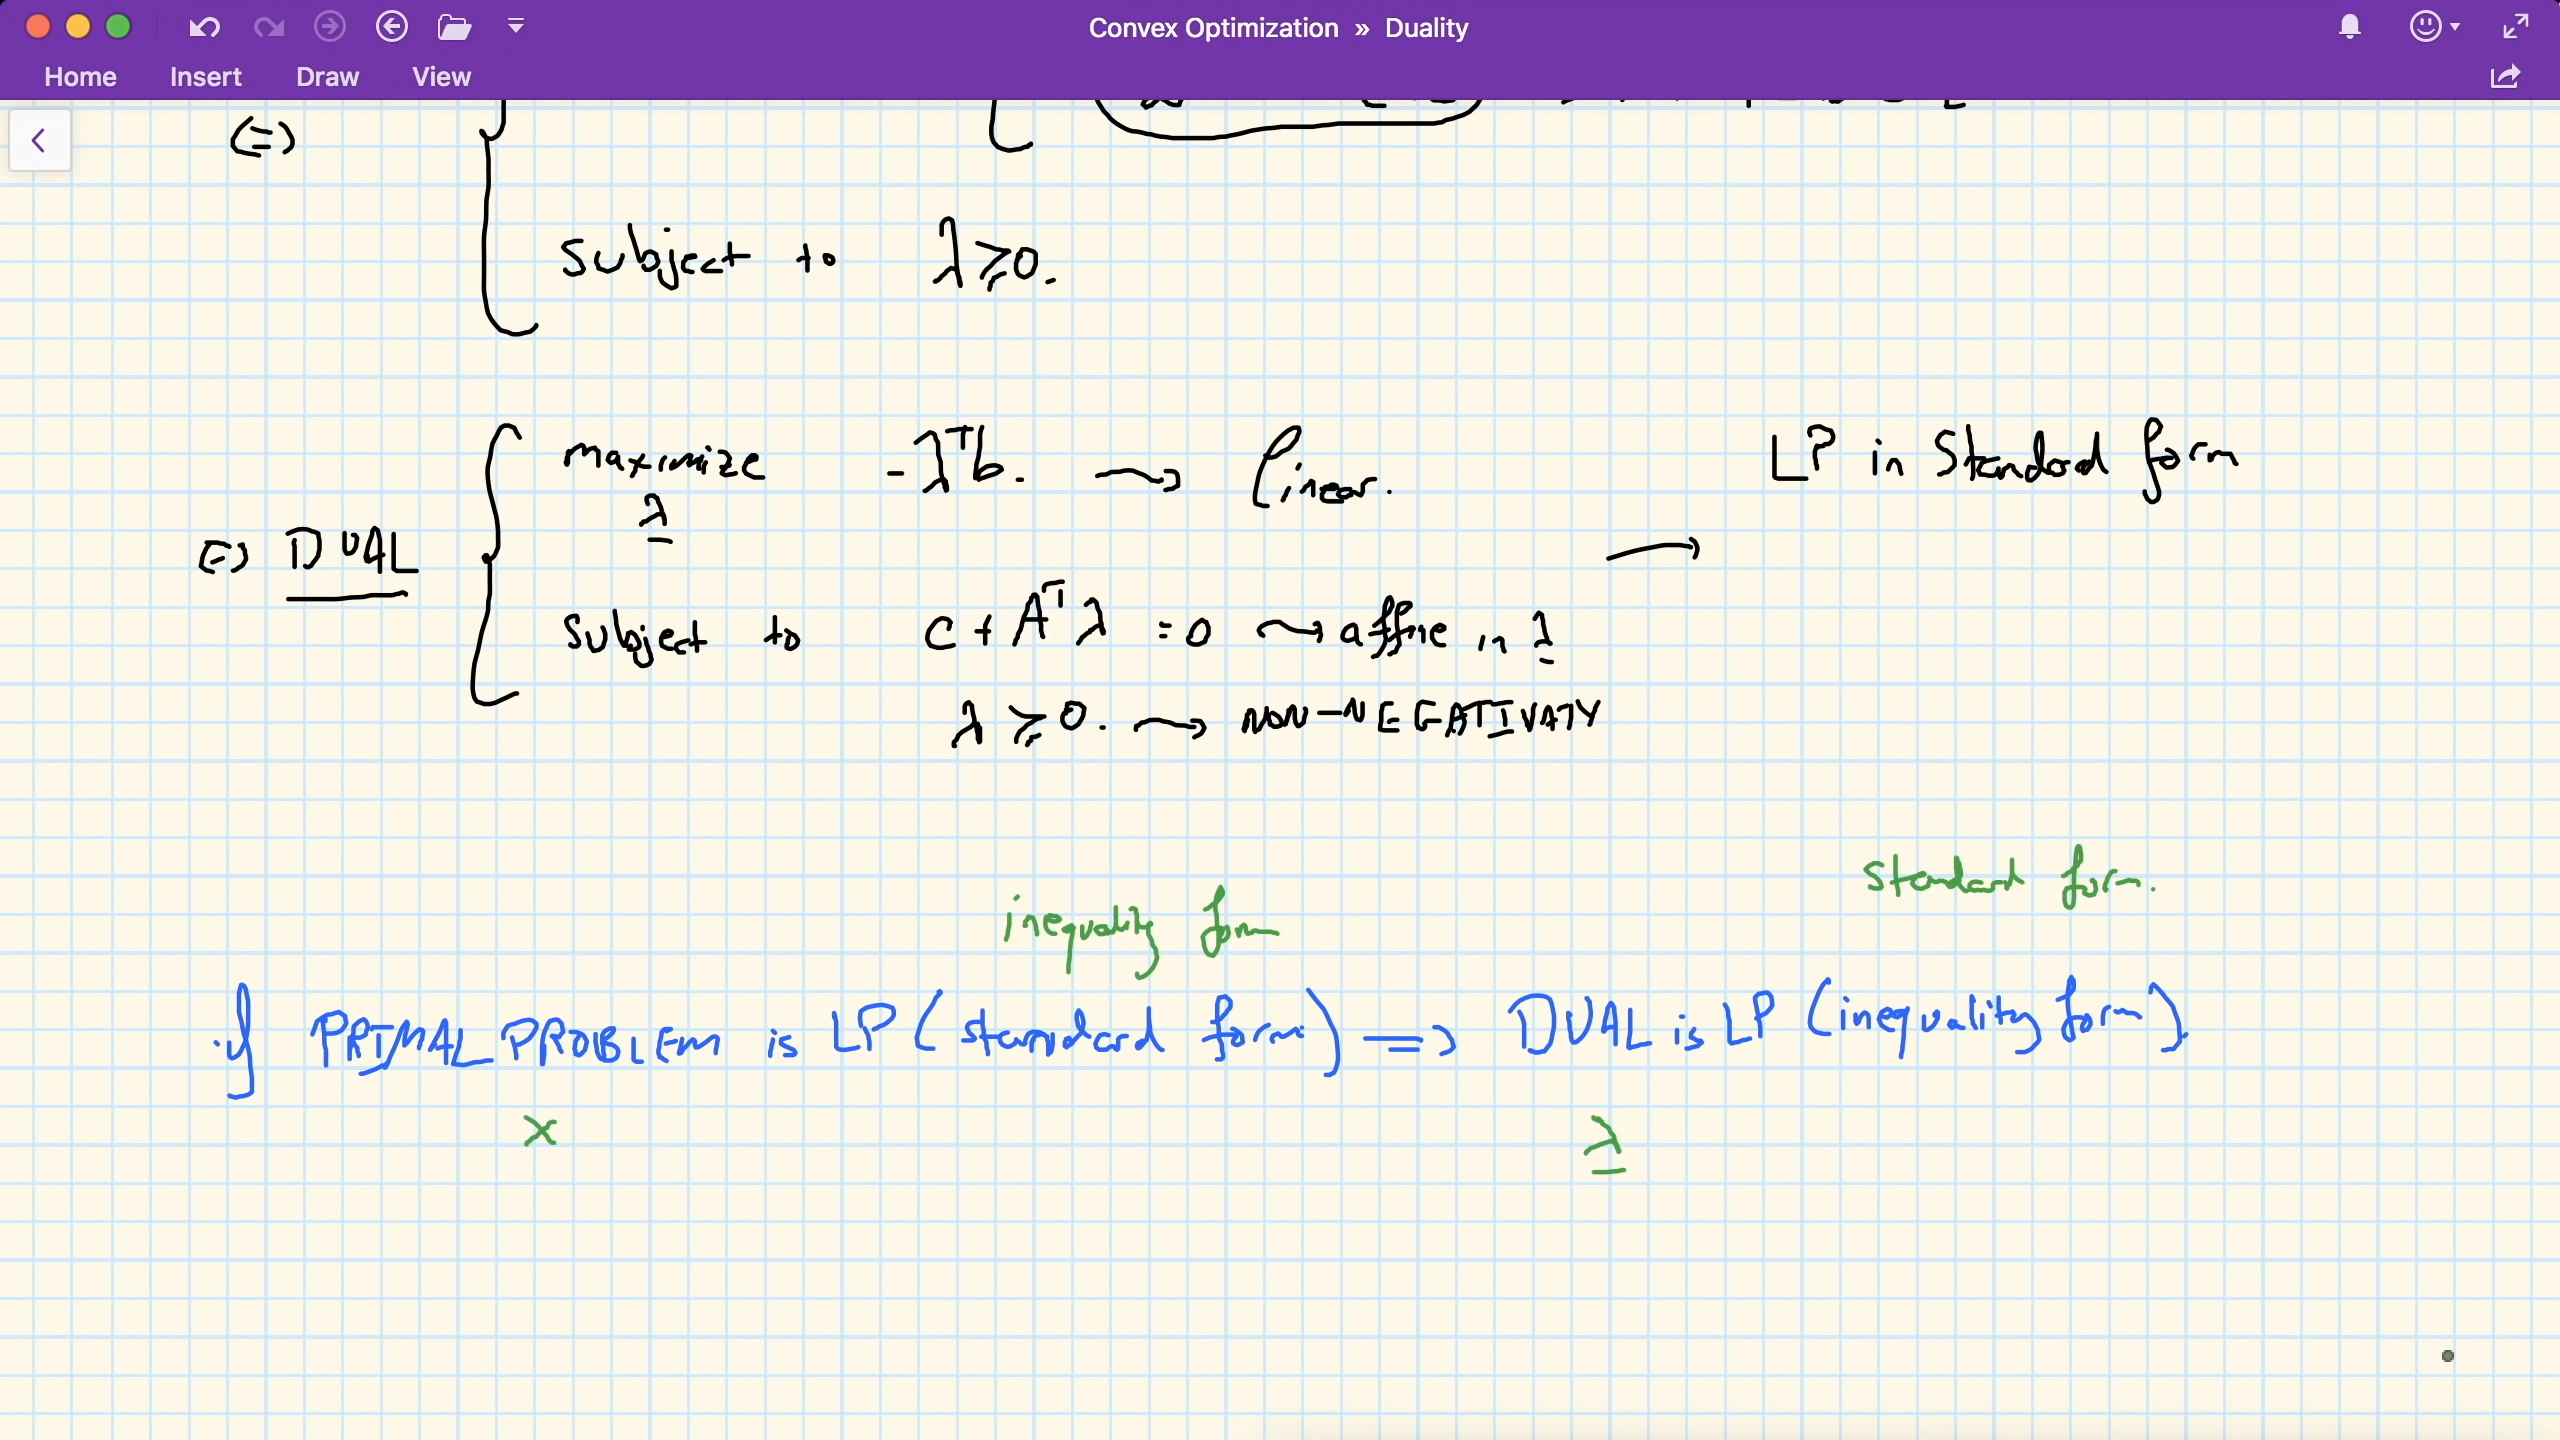 Convex Optimization » Duality
Home Insert Draw View
(=)
subject to λ ≥ 0.
maximize λ -λᵀb. → linear. LP in Standard form
(=) DUAL →
subject to c + Aᵀλ = 0 → affine in λ
λ ≥ 0. → NON-NEGATIVATY
standard form.
inequality form
if PRIMAL PROBLEM is LP (standard form) => DUAL is LP (inequality form).
x λ